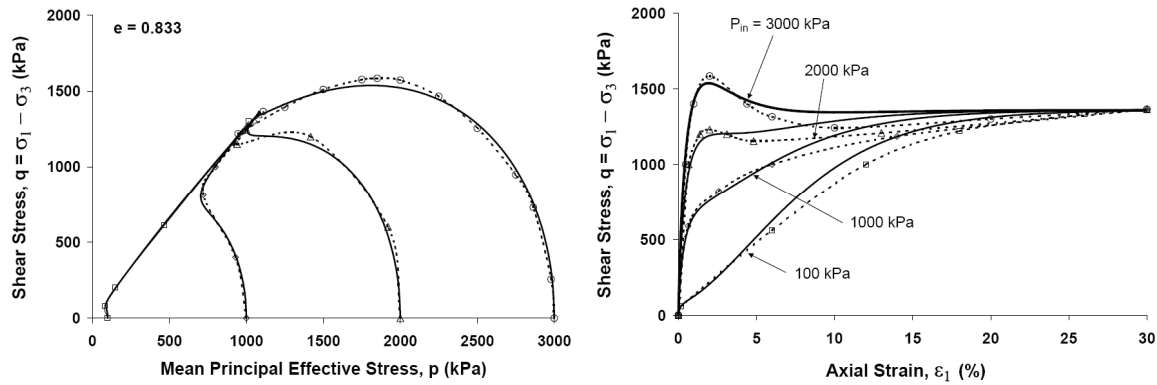 e = 0.833
Shear Stress, q = σ1 − σ3 (kPa)
2000
1500
1000
500
0
0
500
1000
1500
2000
2500
3000
Mean Principal Effective Stress, p (kPa)
Shear Stress, q = σ1 − σ3 (kPa)
2000
1500
1000
500
0
Pin = 3000 kPa
2000 kPa
1000 kPa
100 kPa
0
5
10
15
20
25
30
Axial Strain, ε1 (%)